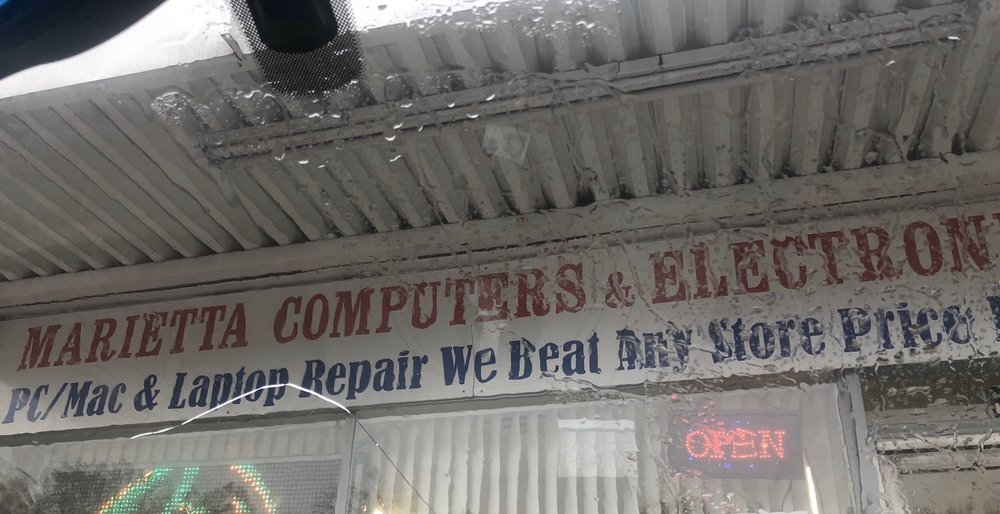 MARIETTA COMPUTERS & ELECTRON
PC/Mac & Laptop Repair We Beat Any Store Price
OPEN